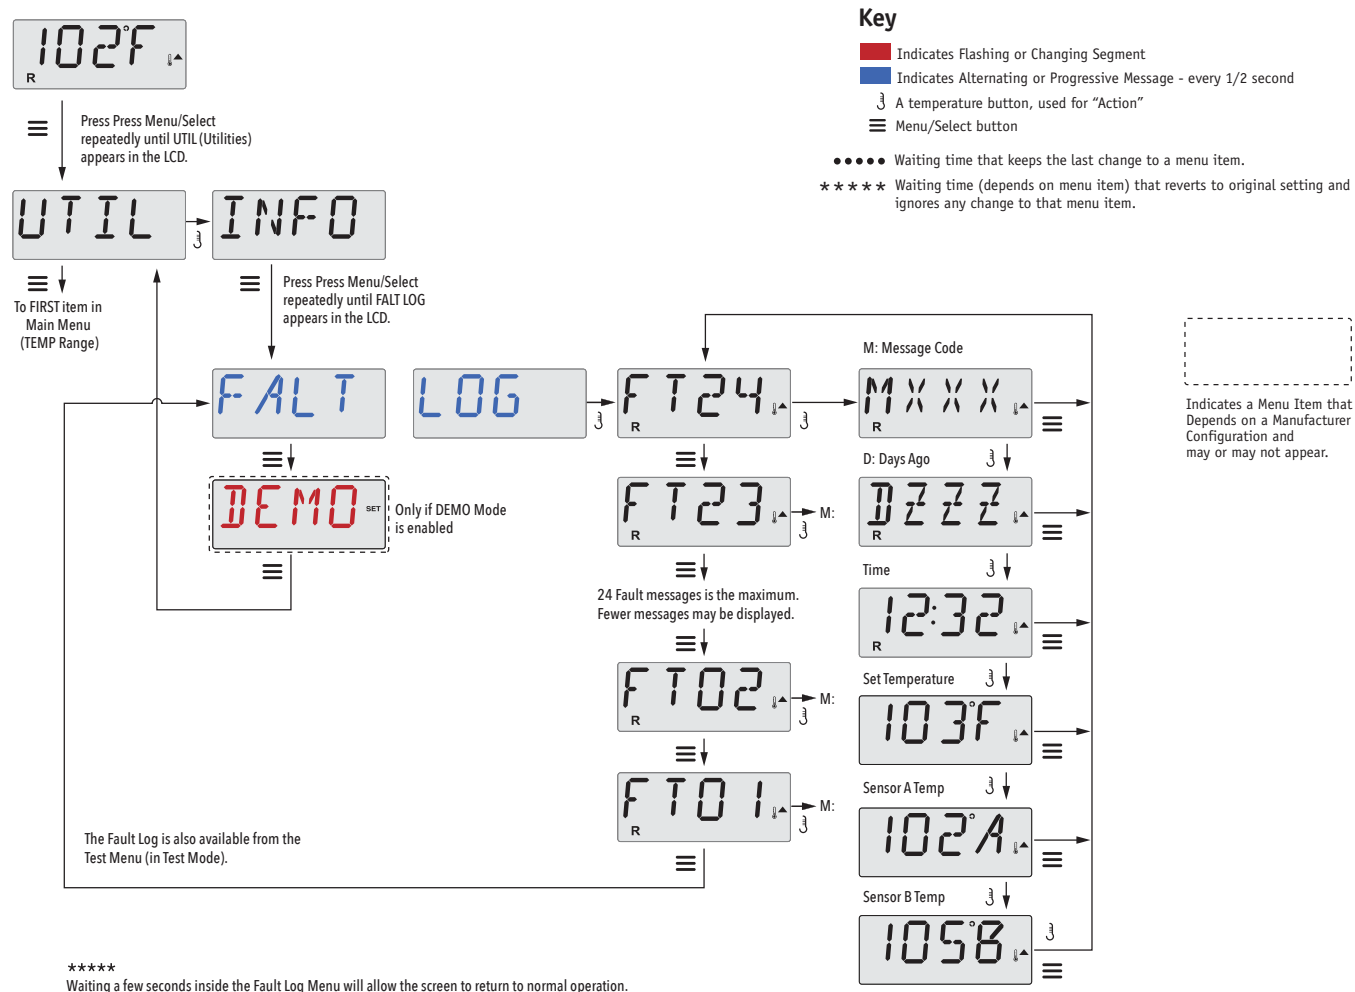 102°F
R
Press Press Menu/Select
repeatedly until UTIL (Utilities)
appears in the LCD.
UTIL
INFO
To FIRST item in
Main Menu
(TEMP Range)
Press Press Menu/Select
repeatedly until FALT LOG
appears in the LCD.
Key
Indicates Flashing or Changing Segment
Indicates Alternating or Progressive Message - every 1/2 second
A temperature button, used for “Action”
Menu/Select button
••••• Waiting time that keeps the last change to a menu item.
***** Waiting time (depends on menu item) that reverts to original setting and
ignores any change to that menu item.
Indicates a Menu Item that
Depends on a Manufacturer
Configuration and
may or may not appear.
FALT
LOG
DEMO
SET
Only if DEMO Mode
is enabled
FT24
R
FT23
M:
24 Fault messages is the maximum.
Fewer messages may be displayed.
FT02
R
M:
FT01
R
M:
M: Message Code
MXXX
R
D: Days Ago
DZZZ
R
Time
12:32
R
Set Temperature
103°F
Sensor A Temp
102°A
Sensor B Temp
105°B
The Fault Log is also available from the
Test Menu (in Test Mode).
*****
Waiting a few seconds inside the Fault Log Menu will allow the screen to return to normal operation.